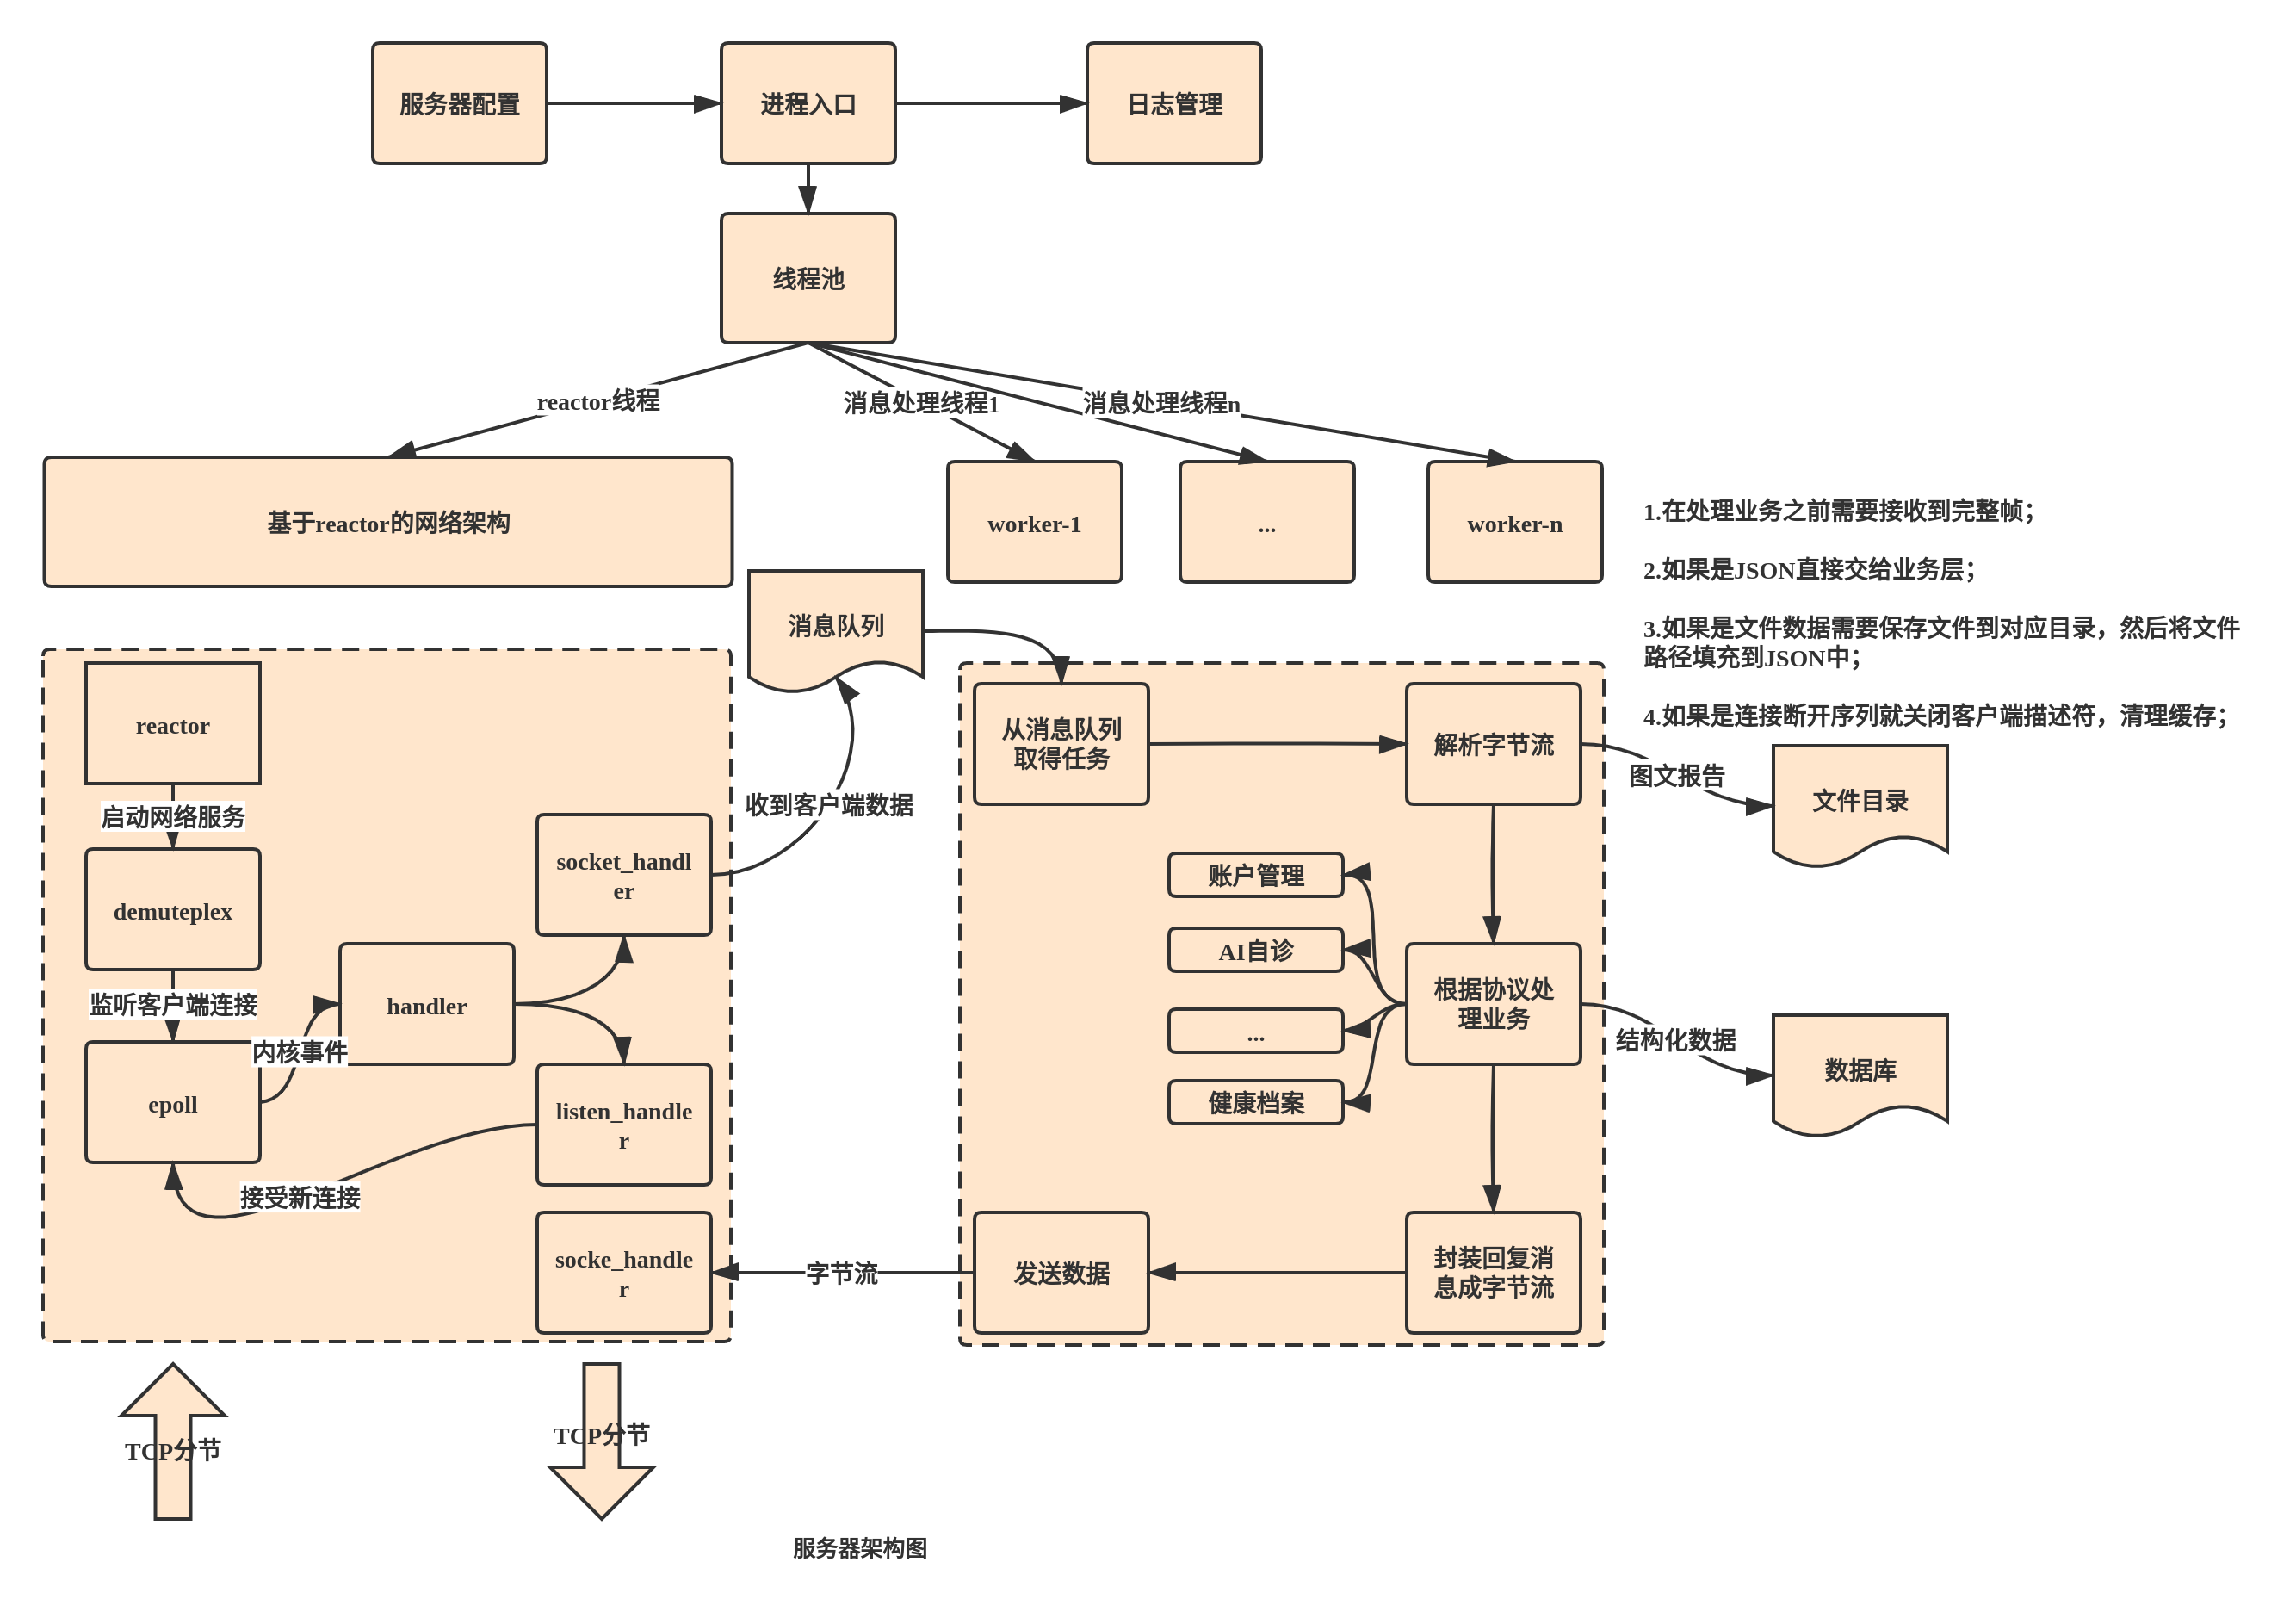 服务器配置
进程入口
日志管理
线程池
reactor线程
消息处理线程1
消息处理线程n
基于reactor的网络架构
worker-1
...
worker-n
1.在处理业务之前需要接收到完整帧；
2.如果是JSON直接交给业务层；
3.如果是文件数据需要保存文件到对应目录，然后将文件
路径填充到JSON中；
4.如果是连接断开序列就关闭客户端描述符，清理缓存；
消息队列
reactor
启动网络服务
demuteplex
监听客户端连接
内核事件
epoll
handler
socket_handl
er
收到客户端数据
listen_handle
r
接受新连接
socke_handle
r
从消息队列
取得任务
解析字节流
图文报告
文件目录
账户管理
AI自诊
...
健康档案
根据协议处
理业务
结构化数据
数据库
字节流
发送数据
封装回复消
息成字节流
TCP分节
TCP分节
服务器架构图